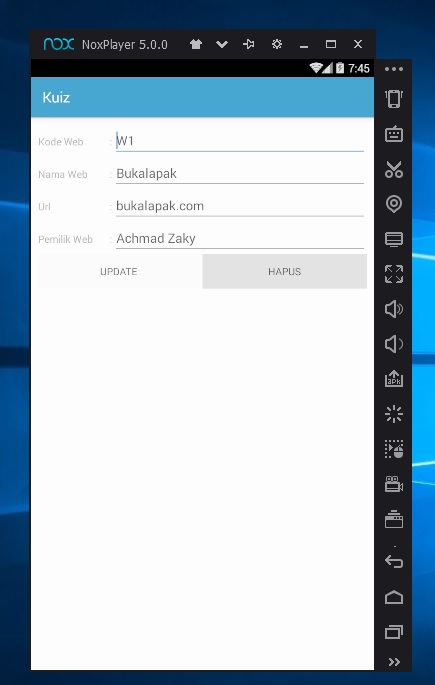 nox NoxPlayer 5.0.0
7:45
Kuiz
Kode Web : W1
Nama Web : Bukalapak
Url : bukalapak.com
Pemilik Web : Achmad Zaky
UPDATE HAPUS
apk